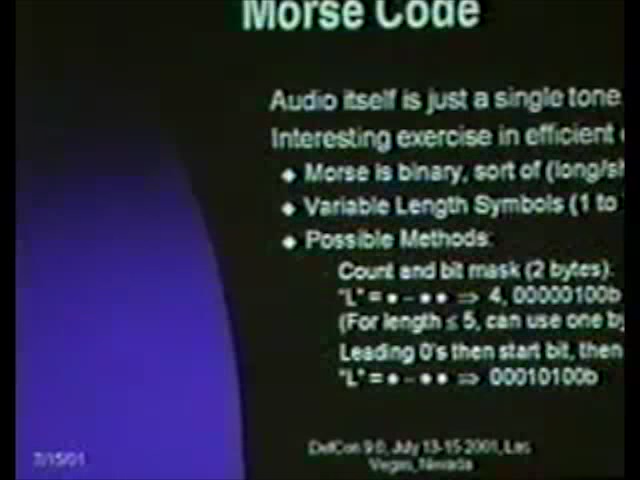 Morse Code
Audio itself is just a single tone
Interesting exercise in efficient
◆ Morse is binary, sort of (long/sh
◆ Variable Length Symbols (1 to
◆ Possible Methods:
Count and bit mask (2 bytes).
"L" = ● – ● ● ⇒ 4, 00000100b
(For length ≤ 5, can use one by
Leading 0's then start bit, then
"L" = ● – ● ● ⇒ 00010100b
7/15/01
DefCon 9.0, July 13-15 2001, Las
Vegas, Nevada